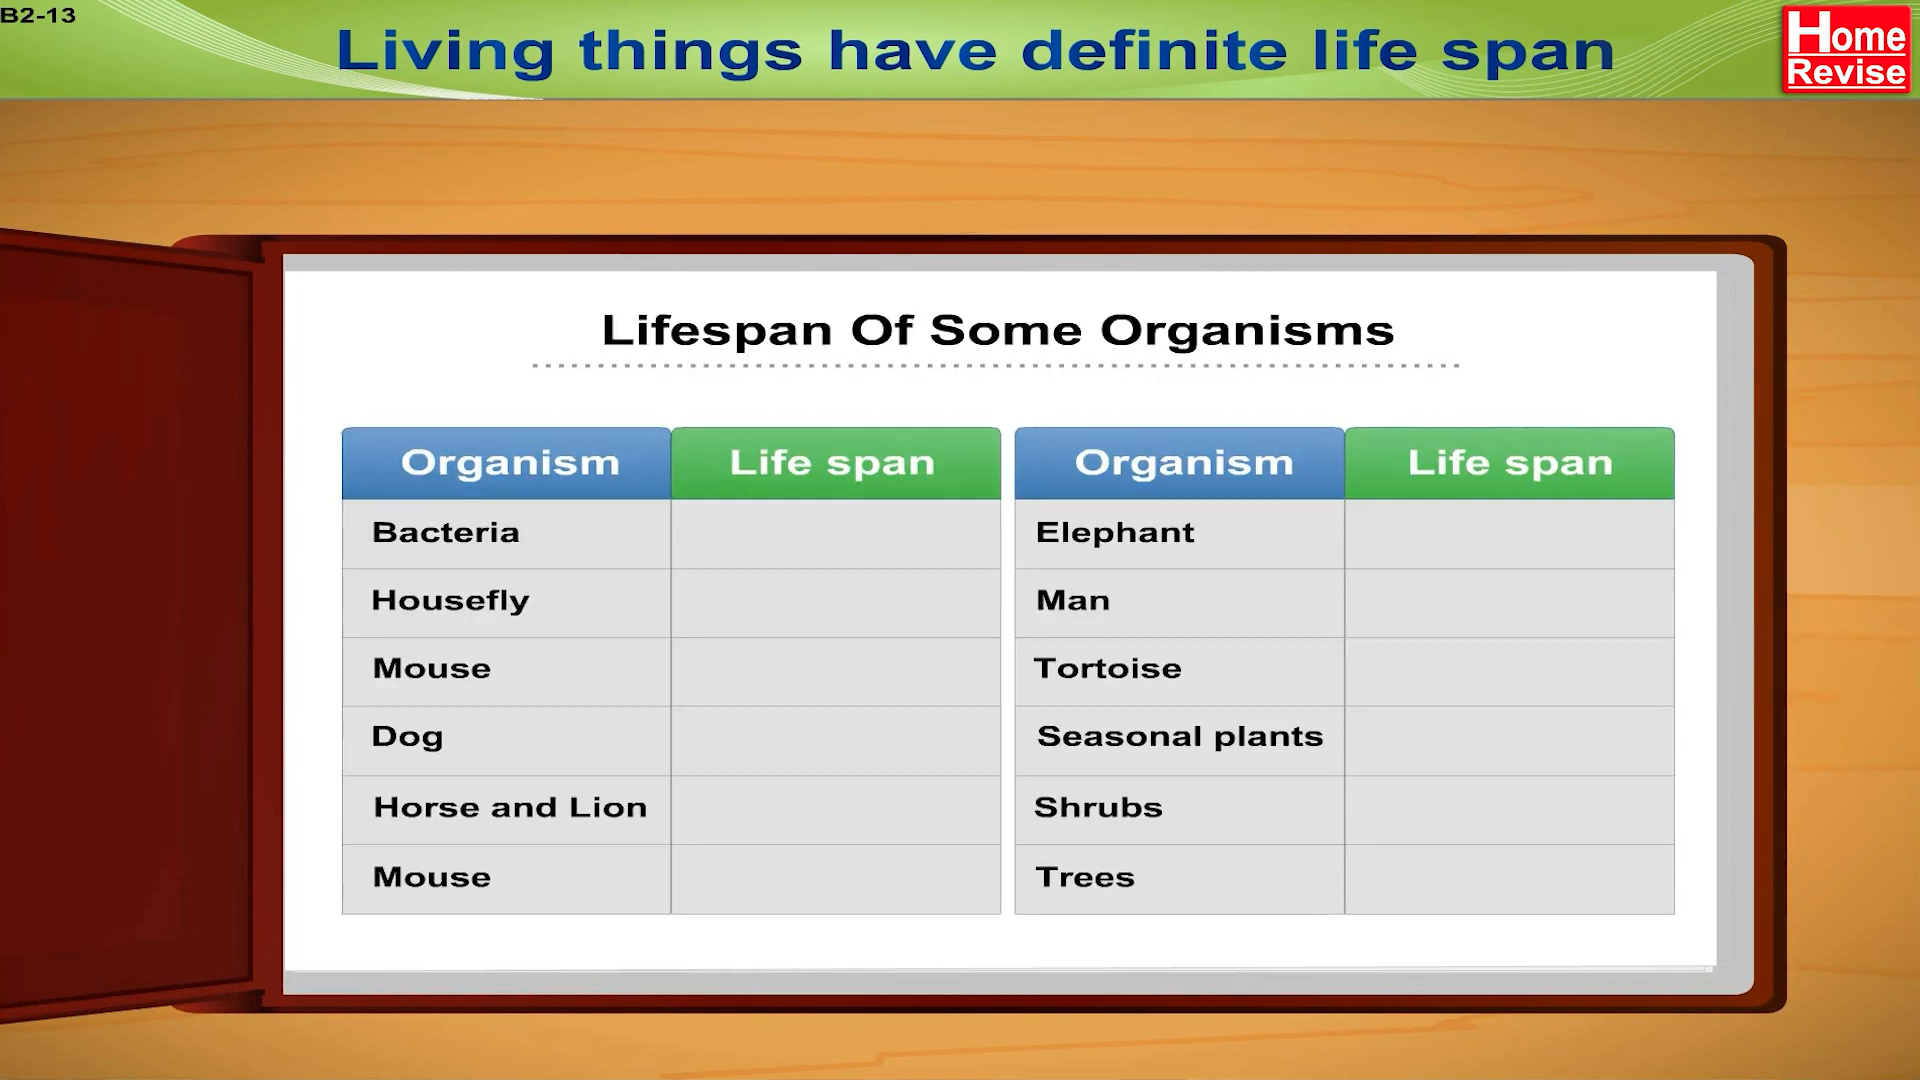 B2-13
Living things have definite life span
Home
Revise
Lifespan Of Some Organisms
Organism Life span Organism Life span
Bacteria Elephant
Housefly Man
Mouse Tortoise
Dog Seasonal plants
Horse and Lion Shrubs
Mouse Trees